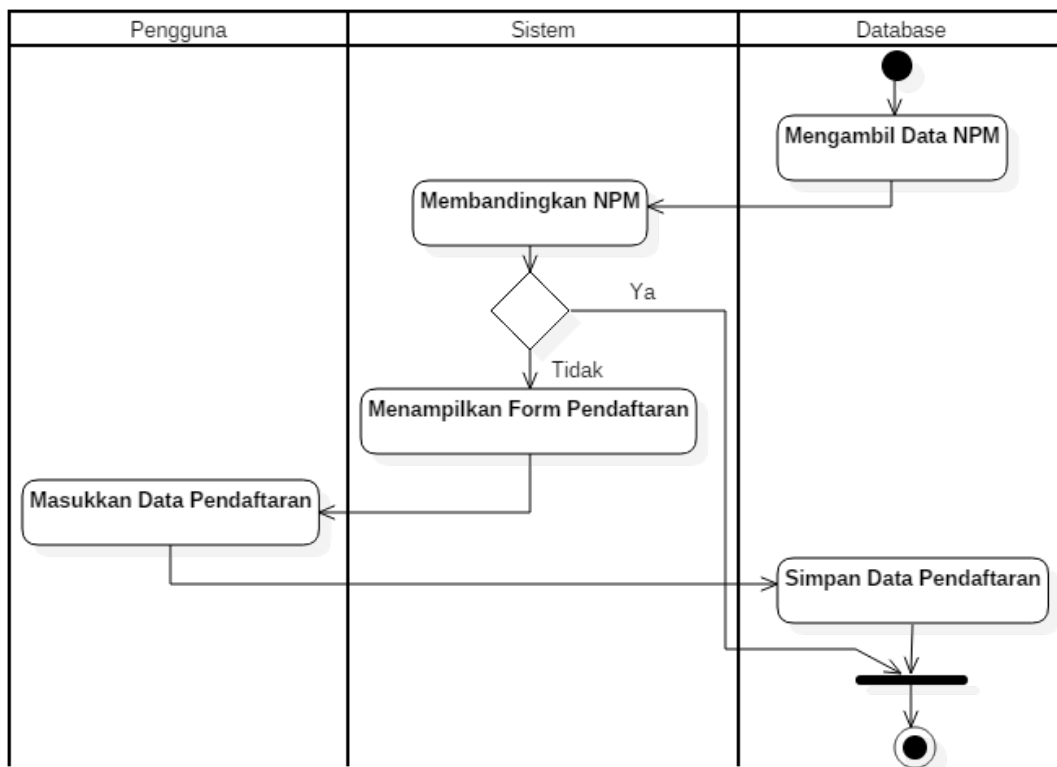 Pengguna
Sistem
Database
Mengambil Data NPM
Membandingkan NPM
Ya
Tidak
Menampilkan Form Pendaftaran
Masukkan Data Pendaftaran
Simpan Data Pendaftaran